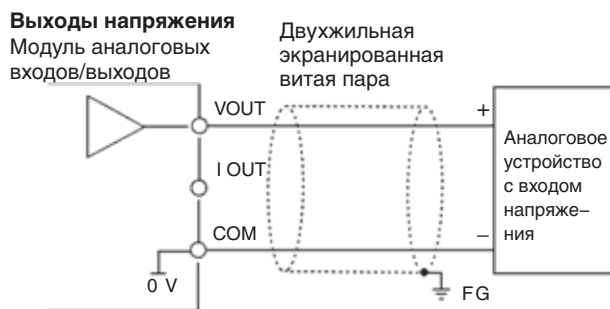 Выходы напряжения
Модуль аналоговых
входов/выходов
Двухжильная
экранированная
витая пара
VOUT
I OUT
COM
0 V
+
–
Аналоговое
устройство
с входом
напряже–
ния
FG